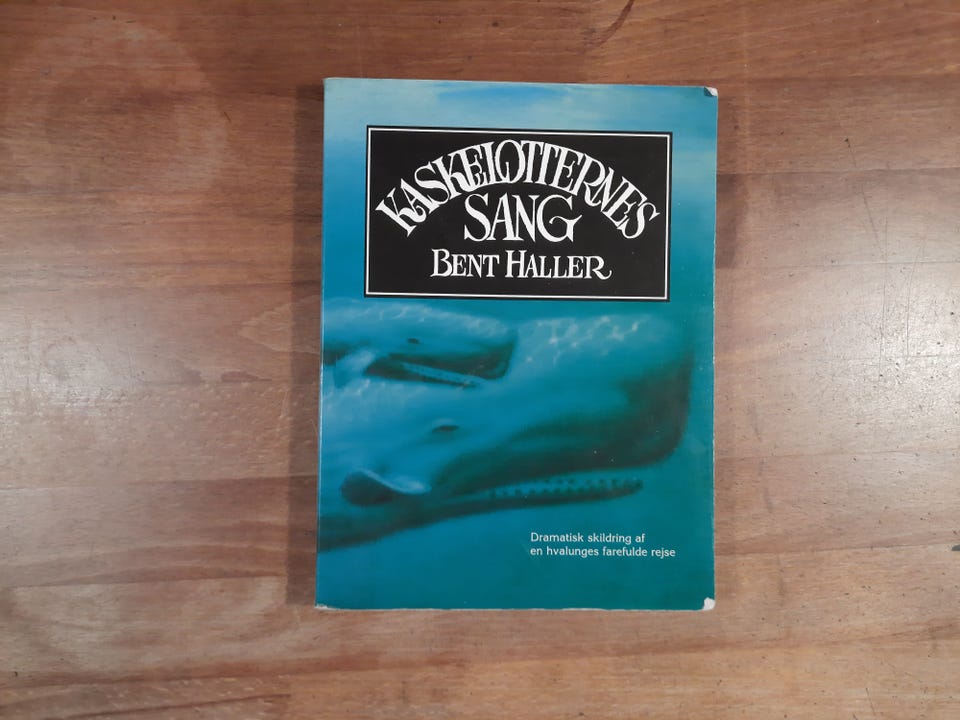 KASKELOTTERNES
SANG
BENT HALLER
Dramatisk skildring af
en hvalunges farefulde rejse